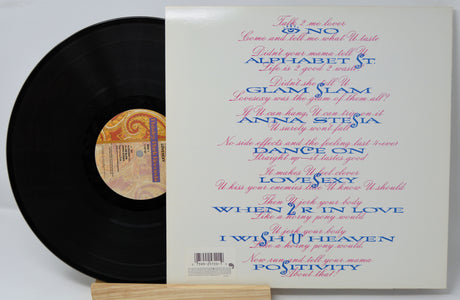 Talk 2 me lover
NO
Come and tell me what U taste
Didn't your mama tell U
ALPHABET ST.
Life is 2 good 2 waste
Didn't she tell U
GLAM SLAM
Lovesexy was the glam of them all?
If U can hang, U can trip on it
ANNA STESIA
U surely won't fall
No side effects and the feeling last 4-ever
DANCE ON
Straight up—it tastes good
It makes U feel clever
LOVESEXY
U kiss your enemies like U know U should
Then U jerk your body
WHEN 2 R IN LOVE
Like a horny pony would
U jerk your body
I WISH U HEAVEN
Like a horny pony would
Now run and tell your mama
POSITIVITY
about that!